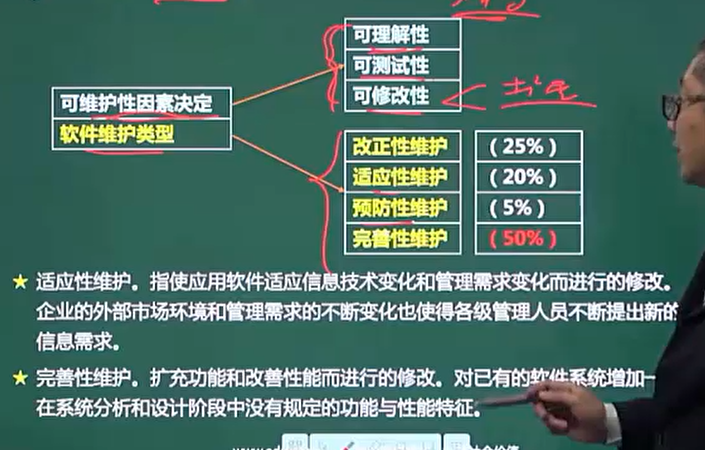 可理解性
可测试性
可修改性
可维护性因素决定
软件维护类型
改正性维护 (25%)
适应性维护 (20%)
预防性维护 (5%)
完善性维护 (50%)
★ 适应性维护。指使应用软件适应信息技术变化和管理需求变化而进行的修改。
企业的外部市场环境和管理需求的不断变化也使得各级管理人员不断提出新的
信息需求。
★ 完善性维护。扩充功能和改善性能而进行的修改。对已有的软件系统增加一
在系统分析和设计阶段中没有规定的功能与性能特征。